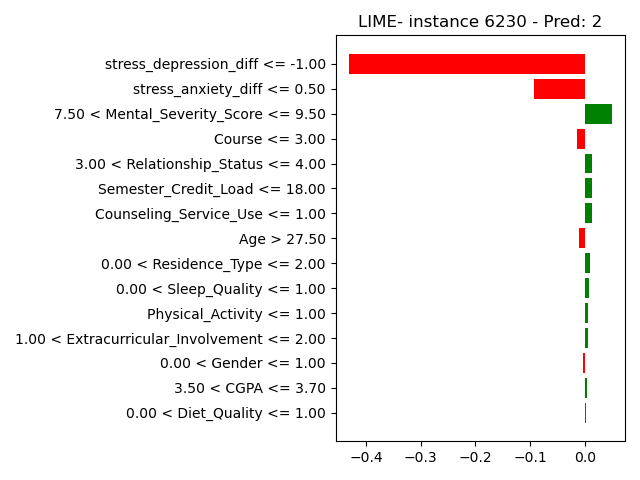 LIME- instance 6230 - Pred: 2
stress_depression_diff <= -1.00
stress_anxiety_diff <= 0.50
7.50 < Mental_Severity_Score <= 9.50
Course <= 3.00
3.00 < Relationship_Status <= 4.00
Semester_Credit_Load <= 18.00
Counseling_Service_Use <= 1.00
Age > 27.50
0.00 < Residence_Type <= 2.00
0.00 < Sleep_Quality <= 1.00
Physical_Activity <= 1.00
1.00 < Extracurricular_Involvement <= 2.00
0.00 < Gender <= 1.00
3.50 < CGPA <= 3.70
0.00 < Diet_Quality <= 1.00
−0.4 −0.3 −0.2 −0.1 0.0